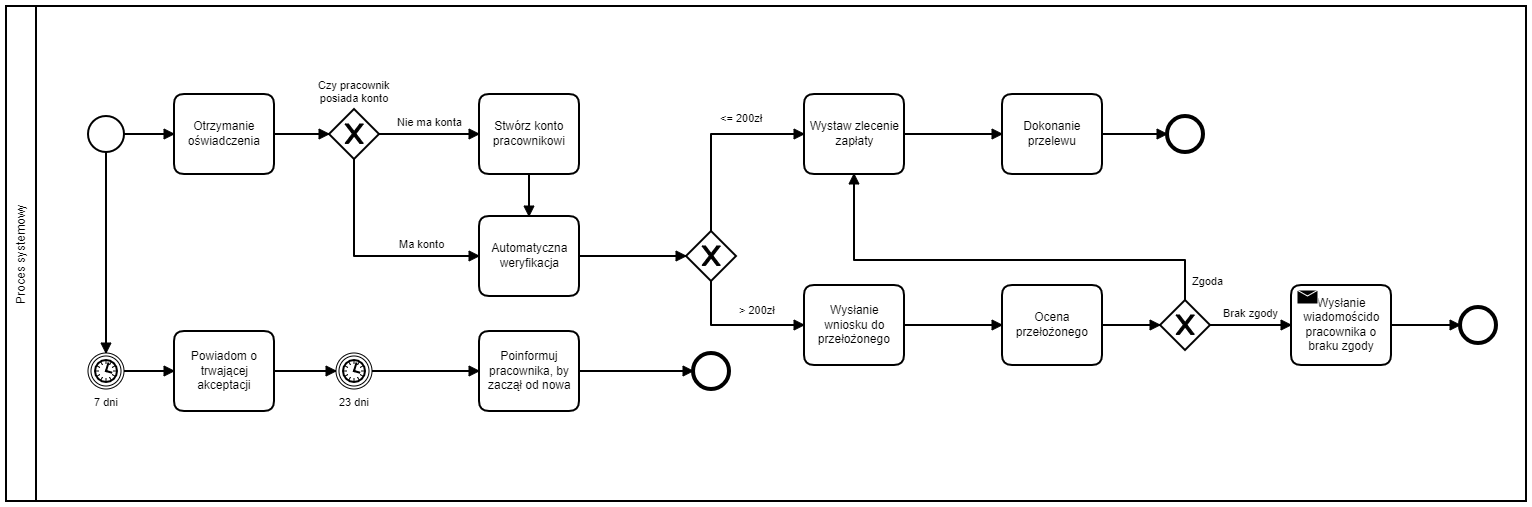 Proces systemowy
Otrzymanie
oświadczenia
Czy pracownik
posiada konto
Nie ma konta
Stwórz konto
pracownikowi
Ma konto
Automatyczna
weryfikacja
<= 200zł
Wystaw zlecenie
zapłaty
Dokonanie
przelewu
> 200zł
Wysłanie
wniosku do
przełożonego
Ocena
przełożonego
Zgoda
Brak zgody
Wysłanie
wiadomoścido
pracownika o
braku zgody
7 dni
Powiadom o
trwającej
akceptacji
23 dni
Poinformuj
pracownika, by
zaczął od nowa